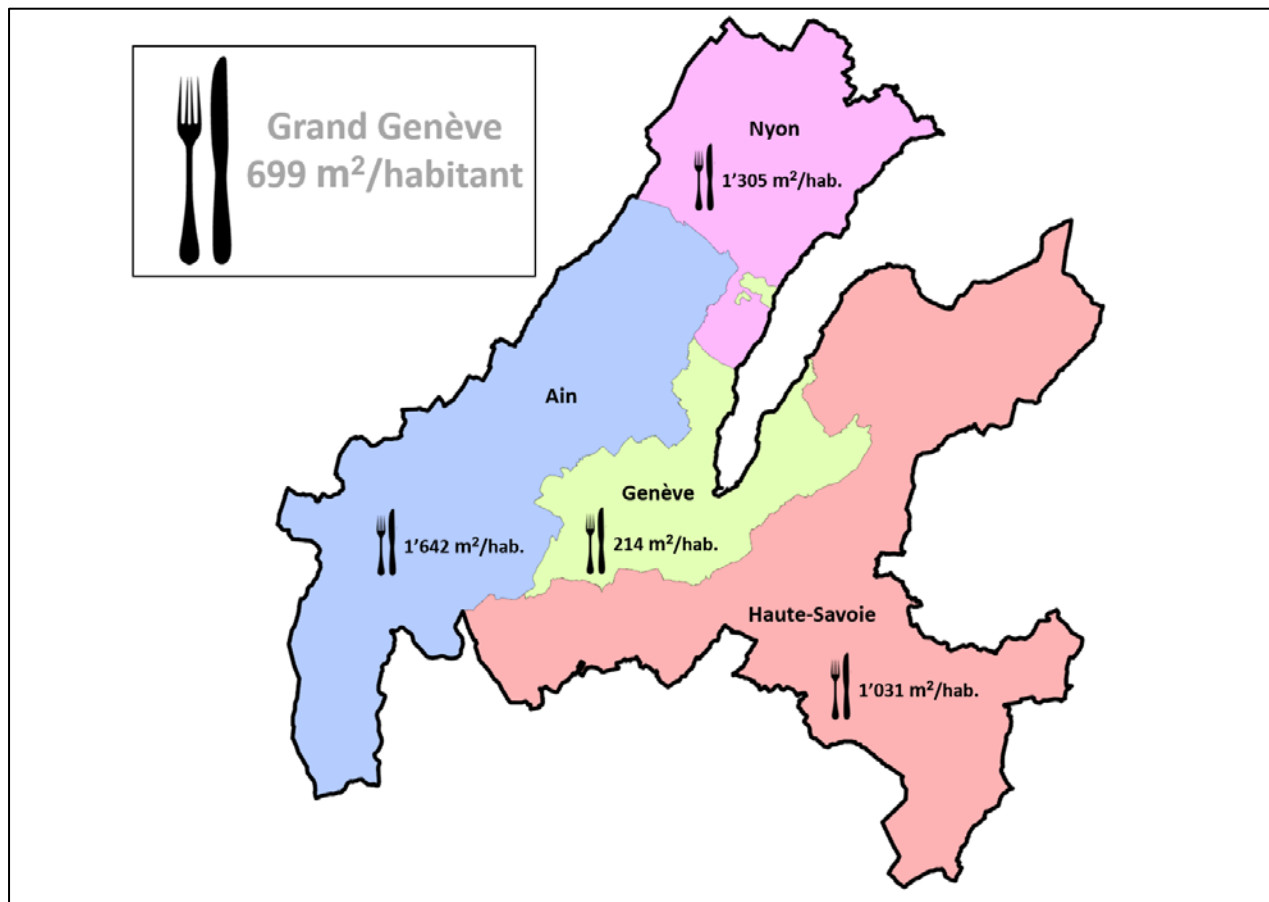 Grand Genève
699 m²/habitant
Nyon
1'305 m²/hab.
Ain
Genève
1'642 m²/hab.
214 m²/hab.
Haute-Savoie
1'031 m²/hab.